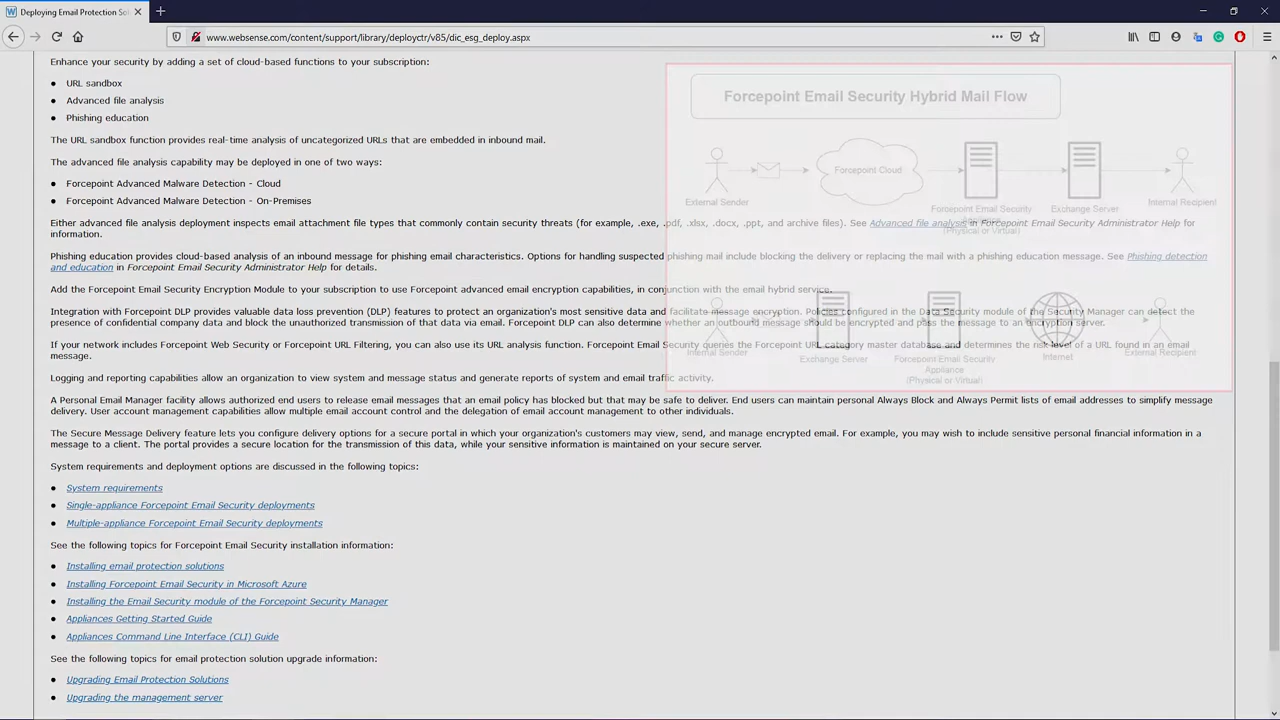 Deploying Email Protection Sol
www.websense.com/content/support/library/deployctr/v85/dic_esg_deploy.aspx
Enhance your security by adding a set of cloud-based functions to your subscription:
● URL sandbox
● Advanced file analysis
● Phishing education
The URL sandbox function provides real-time analysis of uncategorized URLs that are embedded in inbound mail.
The advanced file analysis capability may be deployed in one of two ways:
● Forcepoint Advanced Malware Detection - Cloud
● Forcepoint Advanced Malware Detection - On-Premises
Either advanced file analysis deployment inspects email attachment file types that commonly contain security threats (for example, .exe, .pdf, .xlsx, .docx, .ppt, and archive files). See Advanced file analysis in Forcepoint Email Security Administrator Help for
information.
Phishing education provides cloud-based analysis of an inbound message for phishing email characteristics. Options for handling suspected phishing mail include blocking the delivery or replacing the mail with a phishing education message. See Phishing detection
and education in Forcepoint Email Security Administrator Help for details.
Add the Forcepoint Email Security Encryption Module to your subscription to use Forcepoint advanced email encryption capabilities, in conjunction with the email hybrid service.
Integration with Forcepoint DLP provides valuable data loss prevention (DLP) features to protect an organization's most sensitive data and facilitate message encryption. Policies configured in the Data Security module of the Security Manager can detect the
presence of confidential company data and block the unauthorized transmission of that data via email. Forcepoint DLP can also determine whether an outbound message should be encrypted and pass the message to an encryption server.
If your network includes Forcepoint Web Security or Forcepoint URL Filtering, you can also use its URL analysis function. Forcepoint Email Security queries the Forcepoint URL category master database and determines the risk level of a URL found in an email
message.
Logging and reporting capabilities allow an organization to view system and message status and generate reports of system and email traffic activity.
A Personal Email Manager facility allows authorized end users to release email messages that an email policy has blocked but that may be safe to deliver. End users can maintain personal Always Block and Always Permit lists of email addresses to simplify message
delivery. User account management capabilities allow multiple email account control and the delegation of email account management to other individuals.
The Secure Message Delivery feature lets you configure delivery options for a secure portal in which your organization's customers may view, send, and manage encrypted email. For example, you may wish to include sensitive personal financial information in a
message to a client. The portal provides a secure location for the transmission of this data, while your sensitive information is maintained on your secure server.
System requirements and deployment options are discussed in the following topics:
● System requirements
● Single-appliance Forcepoint Email Security deployments
● Multiple-appliance Forcepoint Email Security deployments
See the following topics for Forcepoint Email Security installation information:
● Installing email protection solutions
● Installing Forcepoint Email Security in Microsoft Azure
● Installing the Email Security module of the Forcepoint Security Manager
● Appliances Getting Started Guide
● Appliances Command Line Interface (CLI) Guide
See the following topics for email protection solution upgrade information:
● Upgrading Email Protection Solutions
● Upgrading the management server
Forcepoint Email Security Hybrid Mail Flow
Forcepoint Cloud
External Sender
Forcepoint Email Security
(Physical or Virtual)
Exchange Server
Internal Recipient
Internal Sender
Exchange Server
Forcepoint Email Security
Appliance
(Physical or Virtual)
Internet
External Recipient